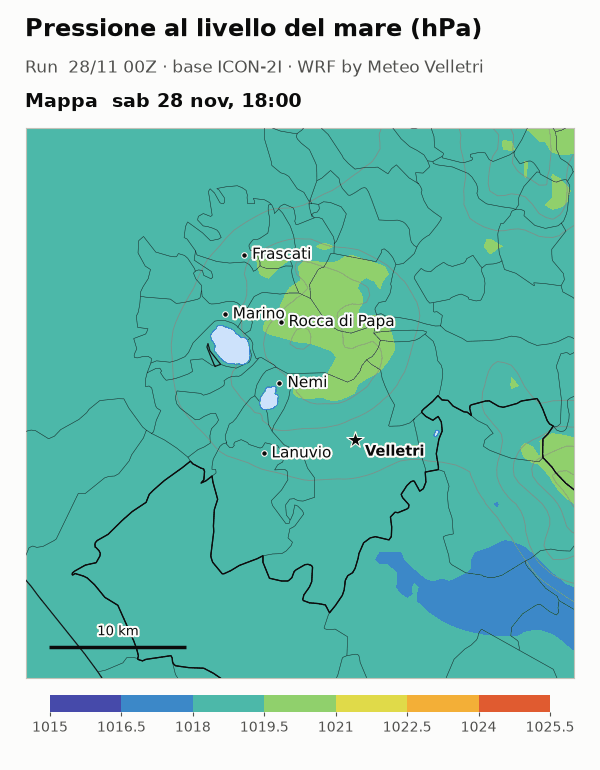 Pressione al livello del mare (hPa)
Run  28/11 00Z · base ICON-2I · WRF by Meteo Velletri
Mappa  sab 28 nov, 18:00
Frascati
Marino
Rocca di Papa
Nemi
Velletri
Lanuvio
10 km
1015 1016.5 1018 1019.5 1021 1022.5 1024 1025.5